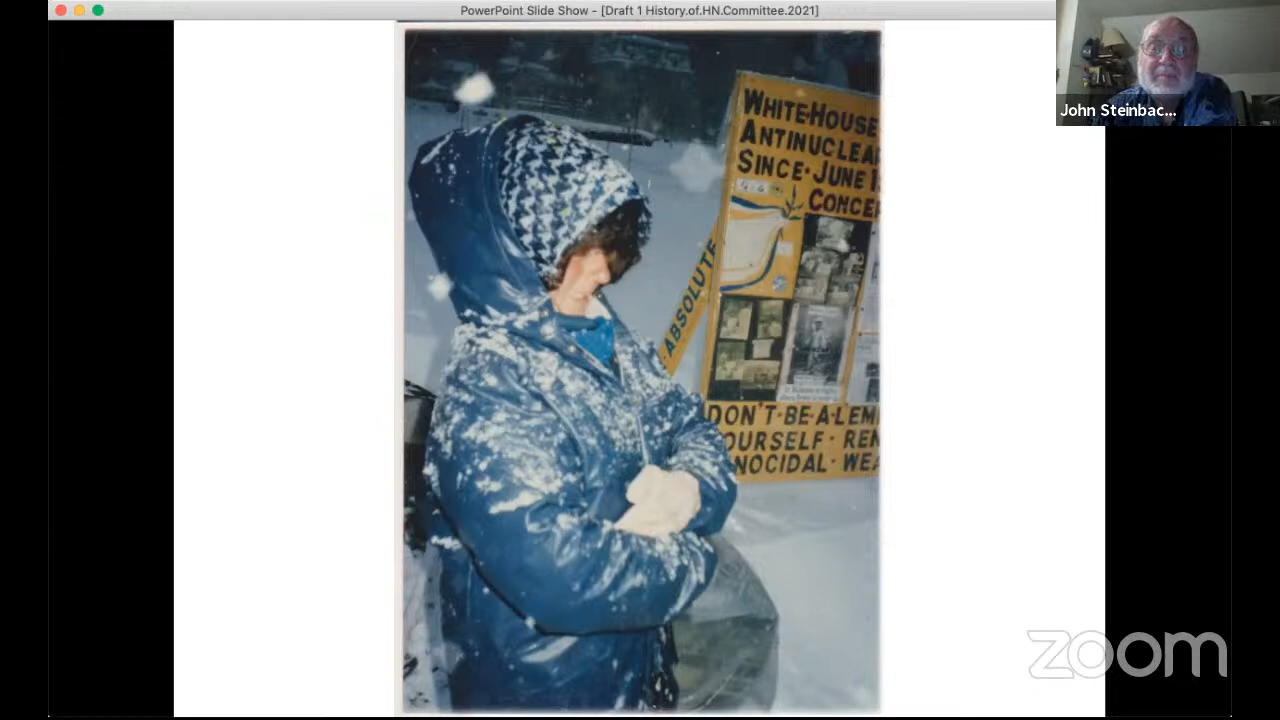 PowerPoint Slide Show - [Draft 1 History.of.HN.Committee.2021]
John Steinbac...
WHITE·HOUSE
ANTINUCLEA
SINCE·JUNE 1
CONCE
ABSOLUTE
DON'T·BE·A·LEM
OURSELF· REN
NOCIDAL· WEA
zoom